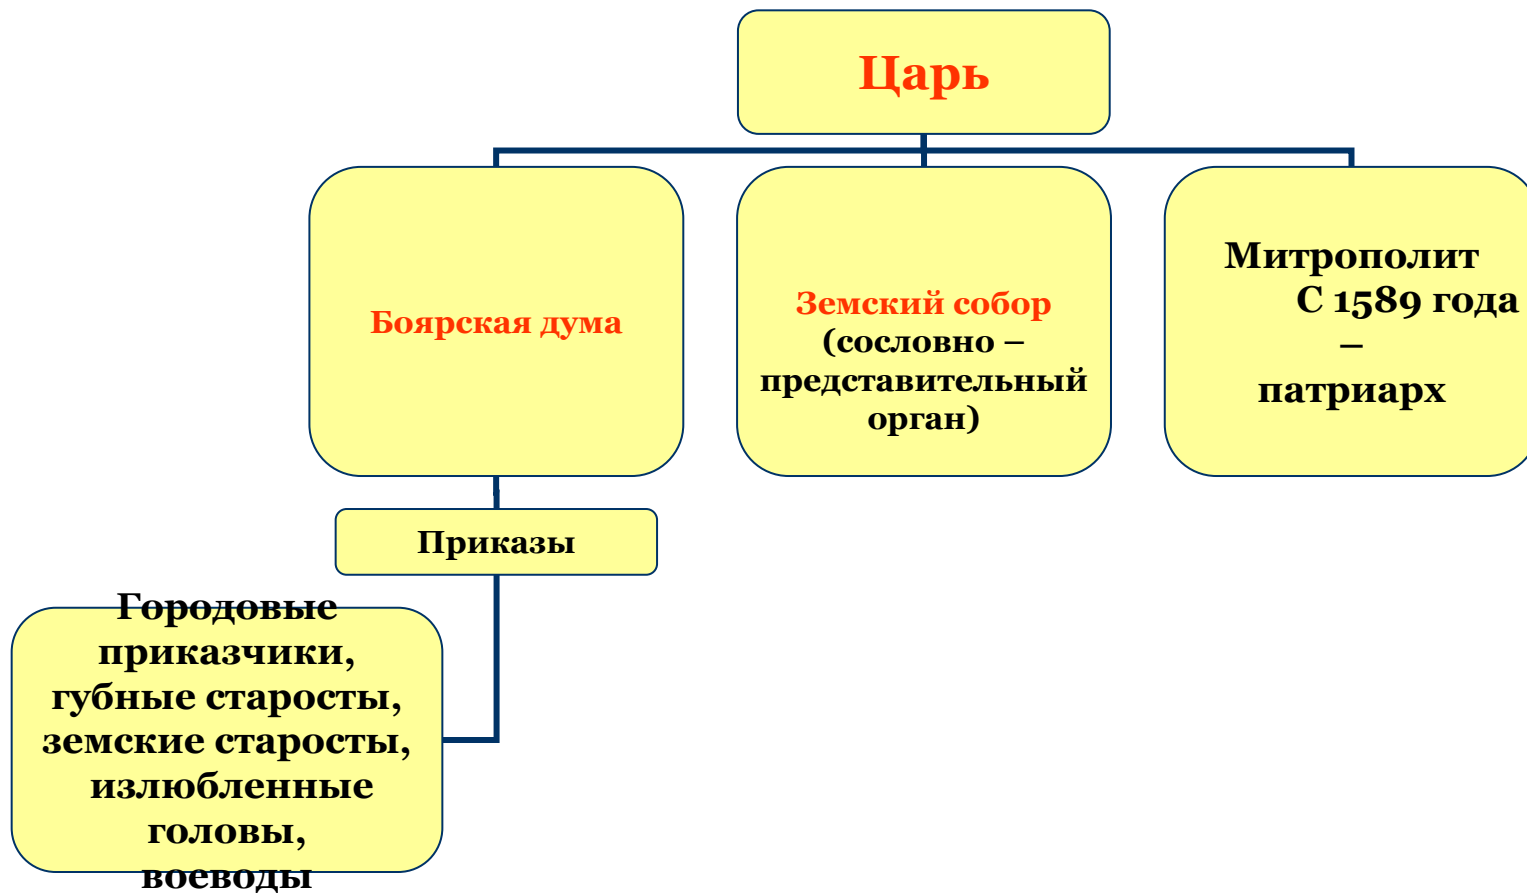 Царь
Боярская дума
Земский собор
(сословно –
представительный
орган)
Митрополит
С 1589 года
–
патриарх
Приказы
Городовые
приказчики,
губные старосты,
земские старосты,
излюбленные
головы,
воеводы